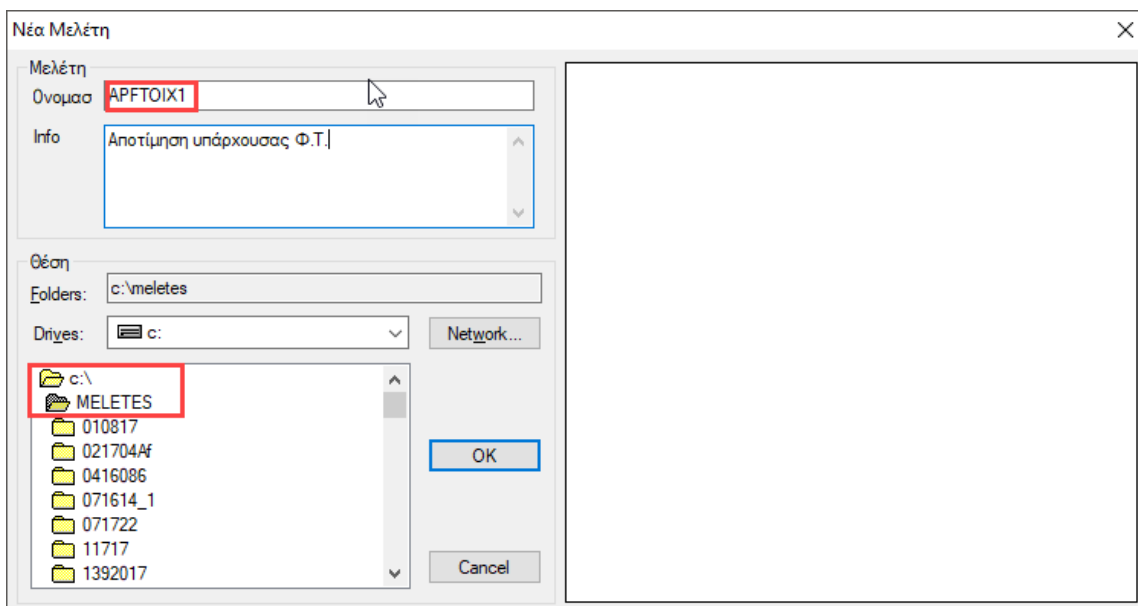 Νέα Μελέτη
Μελέτη
Ονομασ APFTOIX1
Info Αποτίμηση υπάρχουσας Φ.Τ.
Θέση
Folders: c:\meletes
Drives: c: Network...
c:\
MELETES
010817
021704Af
0416086
071614_1
071722
11717
1392017
OK
Cancel